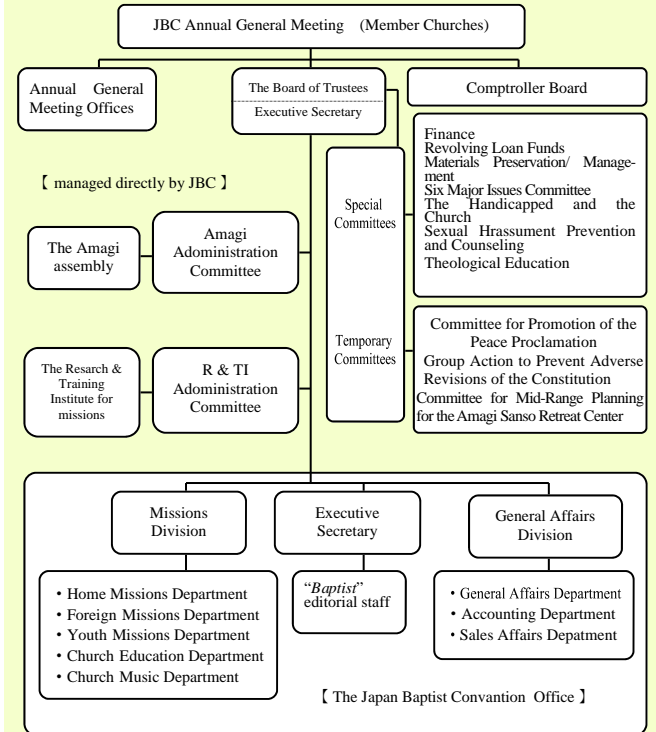 JBC Annual General Meeting (Member Churches)
Annual General
Meeting Offices
The Board of Trustees
Executive Secretary
Comptroller Board
【 managed directly by JBC 】
Special
Committees
Finance
Revolving Loan Funds
Materials Preservation/ Manage-
ment
Six Major Issues Committee
The Handicapped and the
Church
Sexual Hrassument Prevention
and Counseling
Theological Education
The Amagi
assembly
Amagi
Adoministration
Committee
Temporary
Committees
Committee for Promotion of the
Peace Proclamation
Group Action to Prevent Adverse
Revisions of the Constitution
Committee for Mid-Range Planning
for the Amagi Sanso Retreat Center
The Resarch &
Training
Institute for
missions
R & TI
Adoministration
Committee
Missions
Division
Executive
Secretary
General Affairs
Division
• Home Missions Department
• Foreign Missions Department
• Youth Missions Department
• Church Education Department
• Church Music Department
“Baptist”
editorial staff
• General Affairs Department
• Accounting Department
• Sales Affairs Depatment
【 The Japan Baptist Convantion Office 】